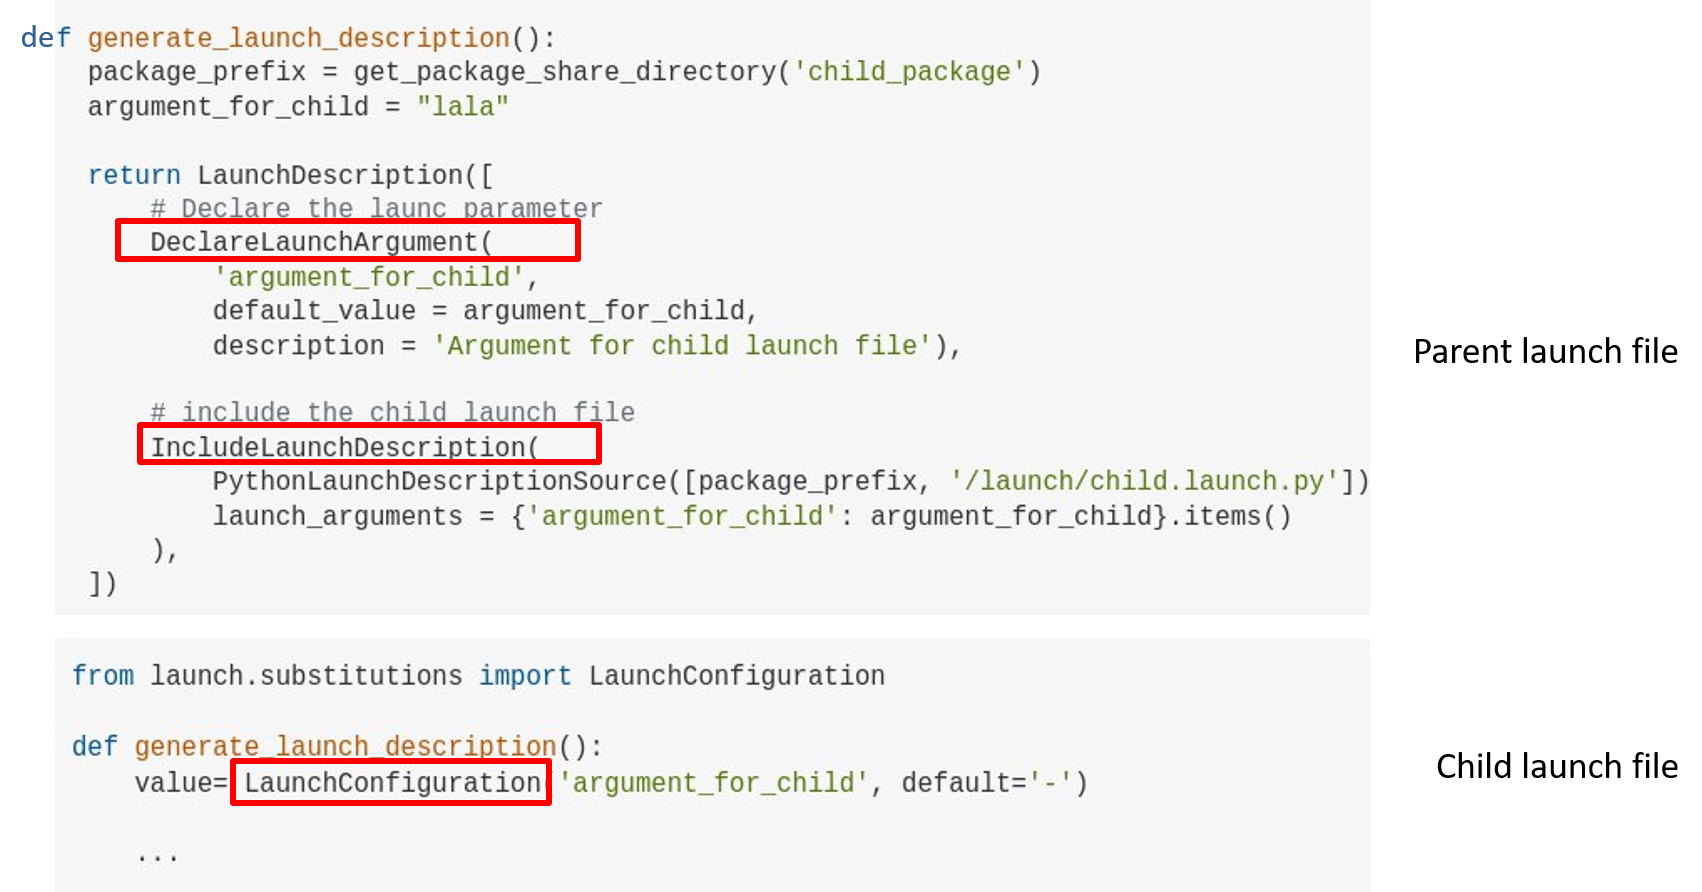 def generate_launch_description():
package_prefix = get_package_share_directory('child_package')
argument_for_child = "lala"
return LaunchDescription([
# Declare the launc parameter
DeclareLaunchArgument(
'argument_for_child',
default_value = argument_for_child,
description = 'Argument for child launch file'),
Parent launch file
# include the child launch file
IncludeLaunchDescription(
PythonLaunchDescriptionSource([package_prefix, '/launch/child.launch.py'])
launch_arguments = {'argument_for_child': argument_for_child}.items()
),
])
from launch.substitutions import LaunchConfiguration
def generate_launch_description():
Child launch file
value= LaunchConfiguration('argument_for_child', default='-')
...